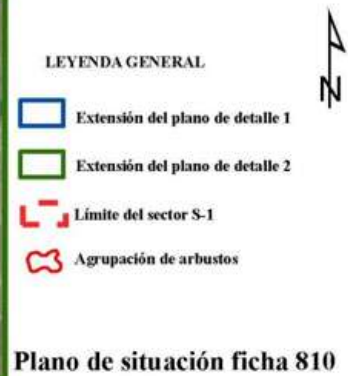 N
LEYENDA GENERAL
Extensión del plano de detalle 1
Extensión del plano de detalle 2
Límite del sector S-1
Agrupación de arbustos
Plano de situación ficha 810